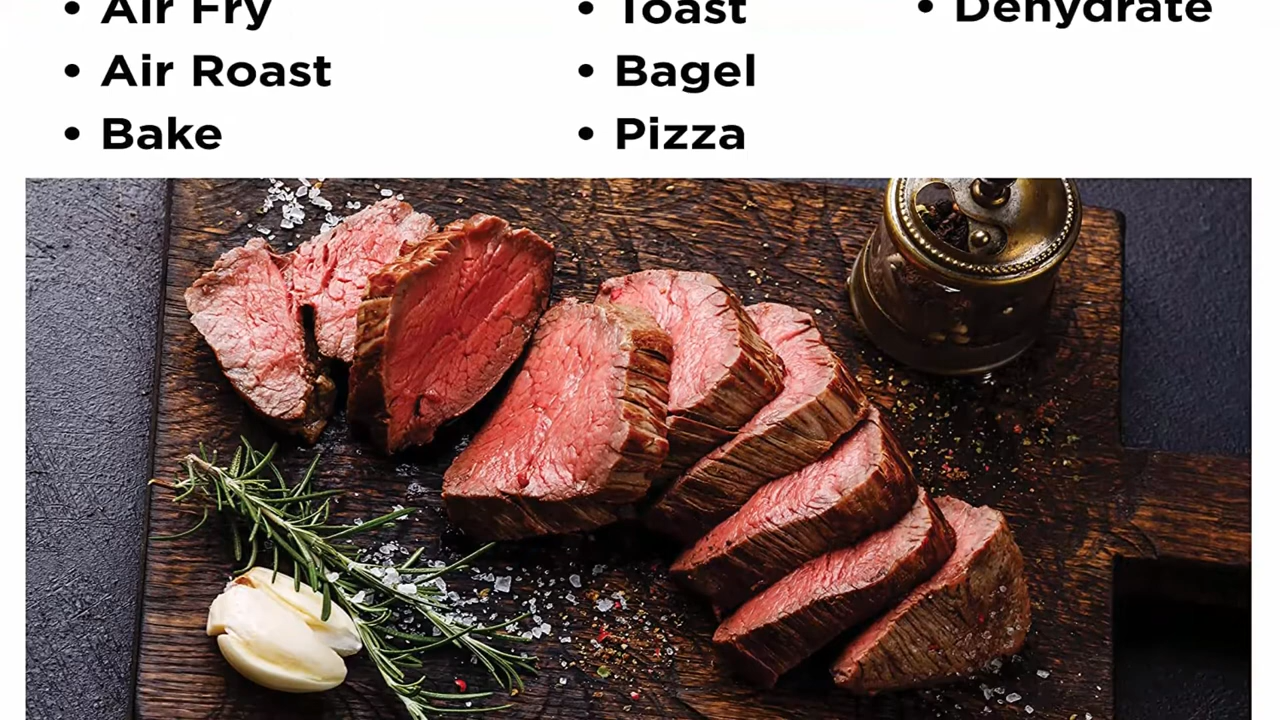 Air Fry
Air Roast
Bake
Toast
Bagel
Pizza
Dehydrate